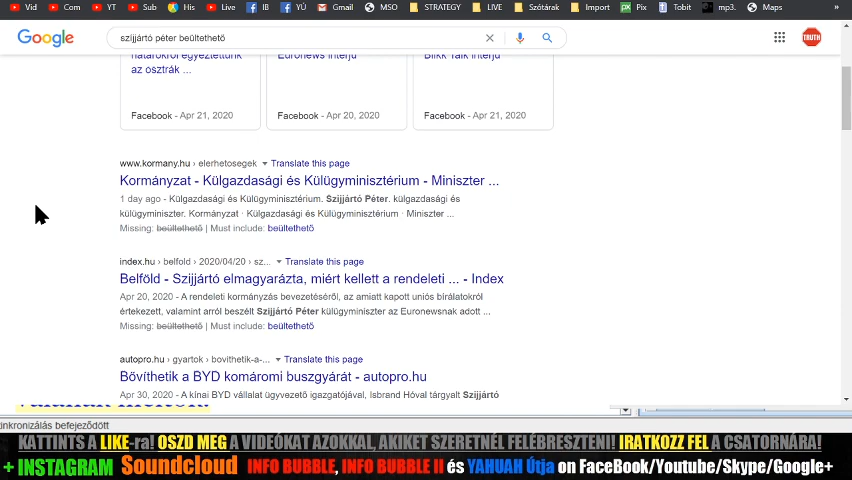 Vid Com YT Sub His Live IB YÚ Gmail MSO STRATEGY LIVE Szótárak Import Pix Tobit mp3. Maps »
Google szíjjártó péter beültethető TRUTH
határokról egyeztettünk
az osztrák ...
Facebook - Apr 21, 2020
Euronews interjú
Facebook - Apr 20, 2020
Blikk Talk interjú
Facebook - Apr 21, 2020
www.kormany.hu › elerhetosegek ▾ Translate this page
Kormányzat - Külgazdasági és Külügyminisztérium - Miniszter ...
1 day ago - Külgazdasági és Külügyminisztérium. Szijjártó Péter. külgazdasági és
külügyminiszter. Kormányzat · Külgazdasági és Külügyminisztérium · Miniszter ...
Missing: beültethető | Must include: beültethető
index.hu › belfold › 2020/04/20 › sz... ▾ Translate this page
Belföld - Szijjártó elmagyarázta, miért kellett a rendeleti ... - Index
Apr 20, 2020 - A rendeleti kormányzás bevezetéséről, az amiatt kapott uniós bírálatokról
értekezett, valamint arról beszélt Szijjártó Péter külügyminiszter az Euronewsnak adott ...
Missing: beültethető | Must include: beültethető
autopro.hu › gyartok › bovithetik-a-... ▾ Translate this page
Bővíthetik a BYD komáromi buszgyárát - autopro.hu
Apr 30, 2020 - A kínai BYD vállalat ügyvezető igazgatójával, Isbrand Hóval tárgyalt Szijjártó
inkronizálás befejeződött
KATTINTS A LIKE-ra! OSZD MEG A VIDEÓKAT AZOKKAL, AKIKET SZERETNÉL FELÉBRESZTENI! IRATKOZZ FEL A CSATORNÁRA!
+ INSTAGRAM Soundcloud INFO BUBBLE, INFO BUBBLE II és YAHUAH Útja on FaceBook/Youtube/Skype/Google+